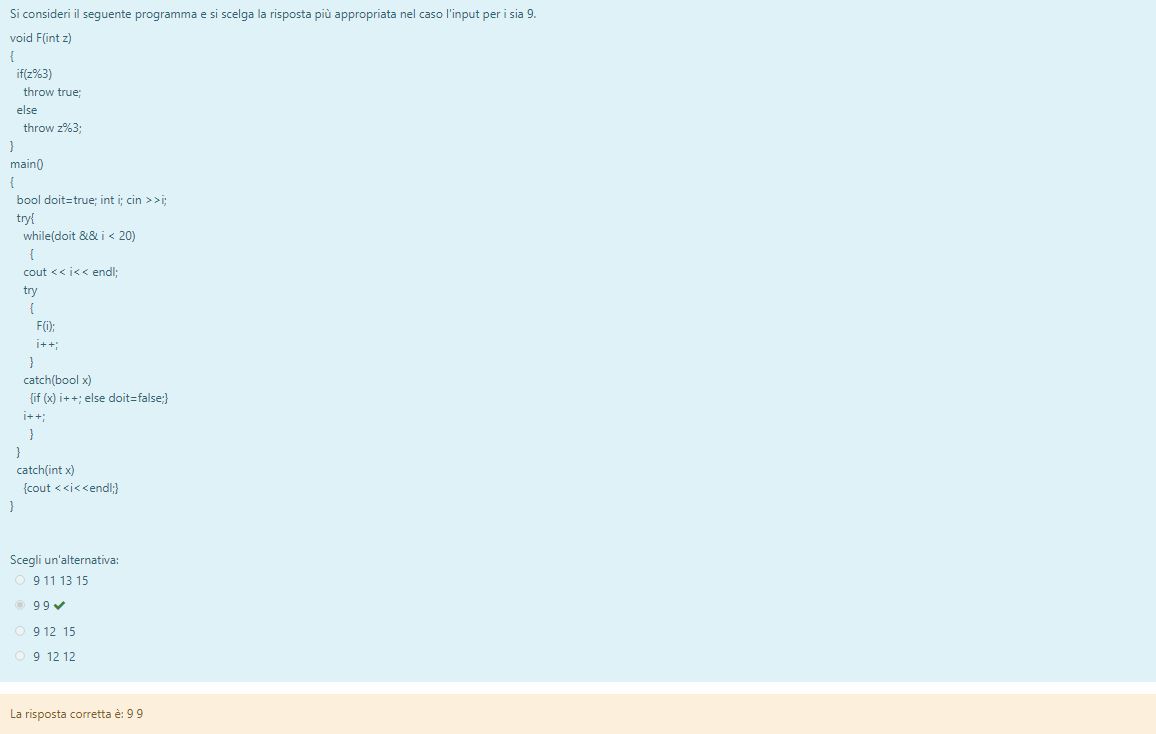 Si consideri il seguente programma e si scelga la risposta più appropriata nel caso l'input per i sia 9.
void F(int z)
{
if(z%3)
throw true;
else
throw z%3;
}
main()
{
bool doit=true; int i; cin >>i;
try{
while(doit && i < 20)
{
cout << i<< endl;
try
{
F(i);
i++;
}
catch(bool x)
{if (x) i++; else doit=false;}
i++;
}
}
catch(int x)
{cout <<i<<endl;}
}
Scegli un'alternativa:
9 11 13 15
9 9 ✔
9 12 15
9 12 12
La risposta corretta è: 9 9